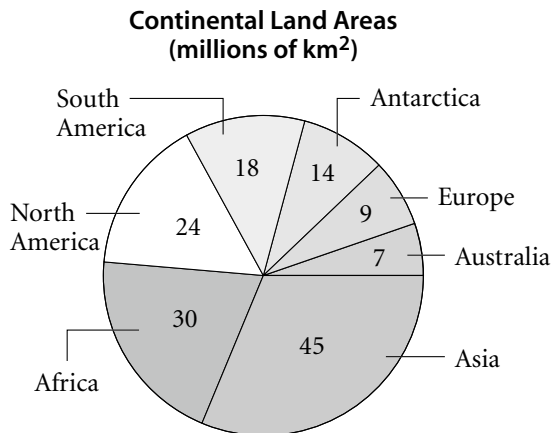 Continental Land Areas
(millions of km²)
South
America
Antarctica
18
14
Europe
9
North
America
24
7
Australia
30
45
Africa
Asia